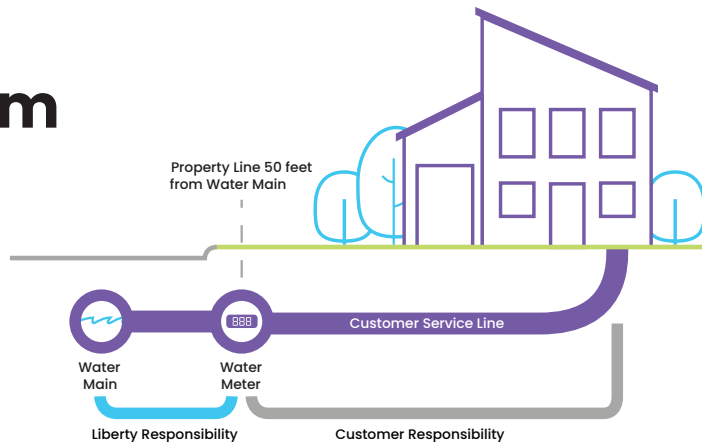 m
Property Line 50 feet
from Water Main
888
Customer Service Line
Water
Main
Water
Meter
Liberty Responsibility
Customer Responsibility